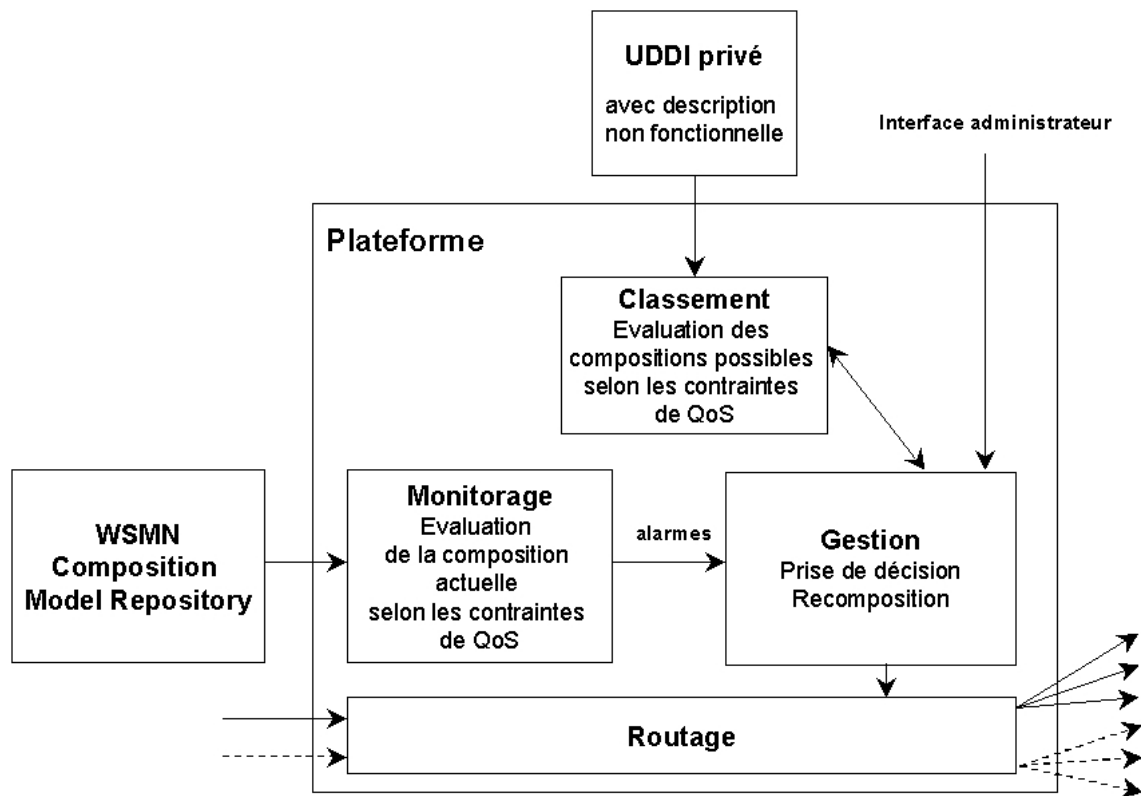 UDDI privé
avec description
non fonctionnelle
Interface administrateur
Plateforme
Classement
Evaluation des
compositions possibles
selon les contraintes
de QoS
WSMN
Composition
Model Repository
Monitorage
Evaluation
de la composition
actuelle
selon les contraintes
de QoS
alarmes
Gestion
Prise de décision
Recomposition
Routage